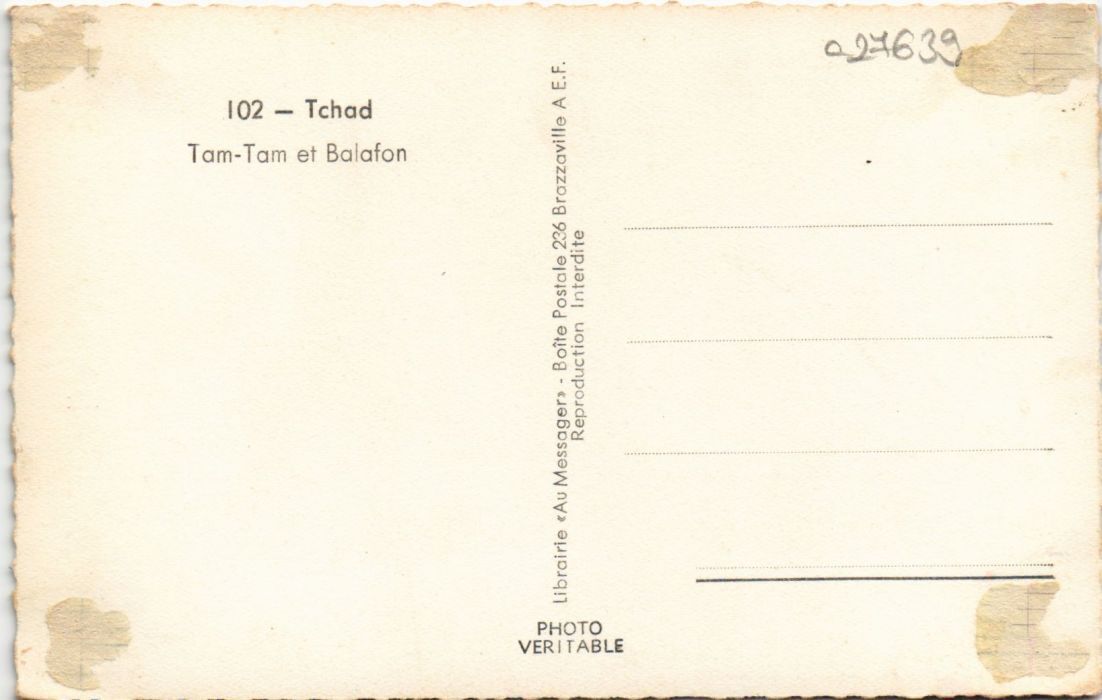 a27639
102 — Tchad
Tam-Tam et Balafon
Librairie «Au Messager» - Boîte Postale 236 Brazzaville A E.F.
Reproduction Interdite
PHOTO
VERITABLE